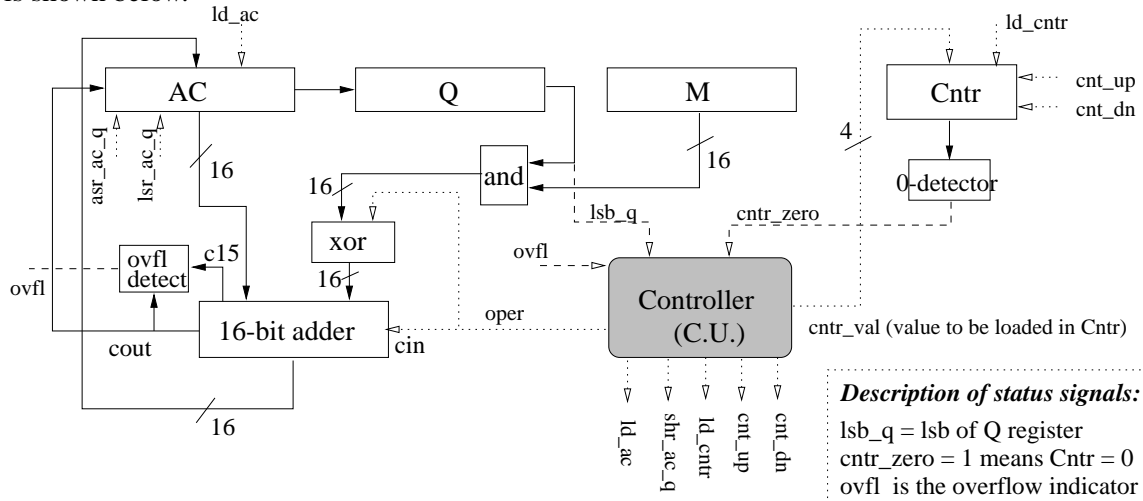 is shown below.
ld_ac
ld_cntr
AC
Q
M
Cntr
cnt_up
cnt_dn
asr_ac_q
lsr_ac_q
16
and
16
4
0-detector
16
xor
lsb_q
cntr_zero
ovfl
detect
c15
16
ovfl
ovfl
16-bit adder
cin
cout
oper
Controller
(C.U.)
cntr_val (value to be loaded in Cntr)
16
ld_ac
shr_ac_q
ld_cntr
cnt_up
cnt_dn
Description of status signals:
lsb_q = lsb of Q register
cntr_zero = 1 means Cntr = 0
ovfl is the overflow indicator